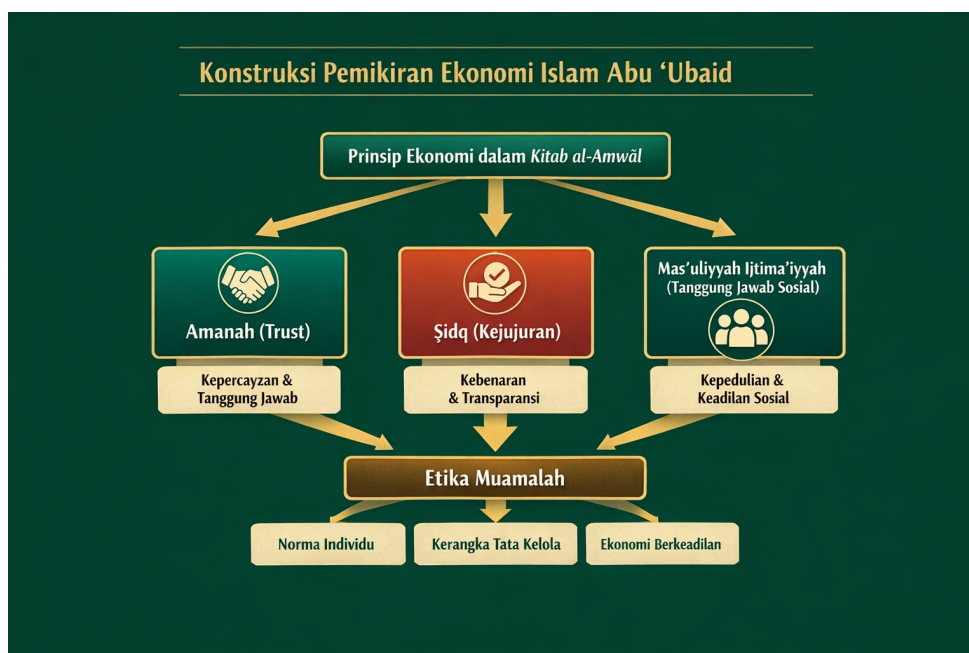 Konstruksi Pemikiran Ekonomi Islam Abu ‘Ubaid
Prinsip Ekonomi dalam Kitab al-Amwãl
Amanah (Trust)
Kepercayzan &
Tanggung Jawab
Şidq (Kejujuran)
Kebenaran
& Transparansi
Mas’uliyyah Ijtima’iyyah
(Tanggung Jawab Sosial)
Kepedulian &
Keadilan Sosial
Etika Muamalah
Norma Individu
Kerangka Tata Kelola
Ekonomi Berkeadilan